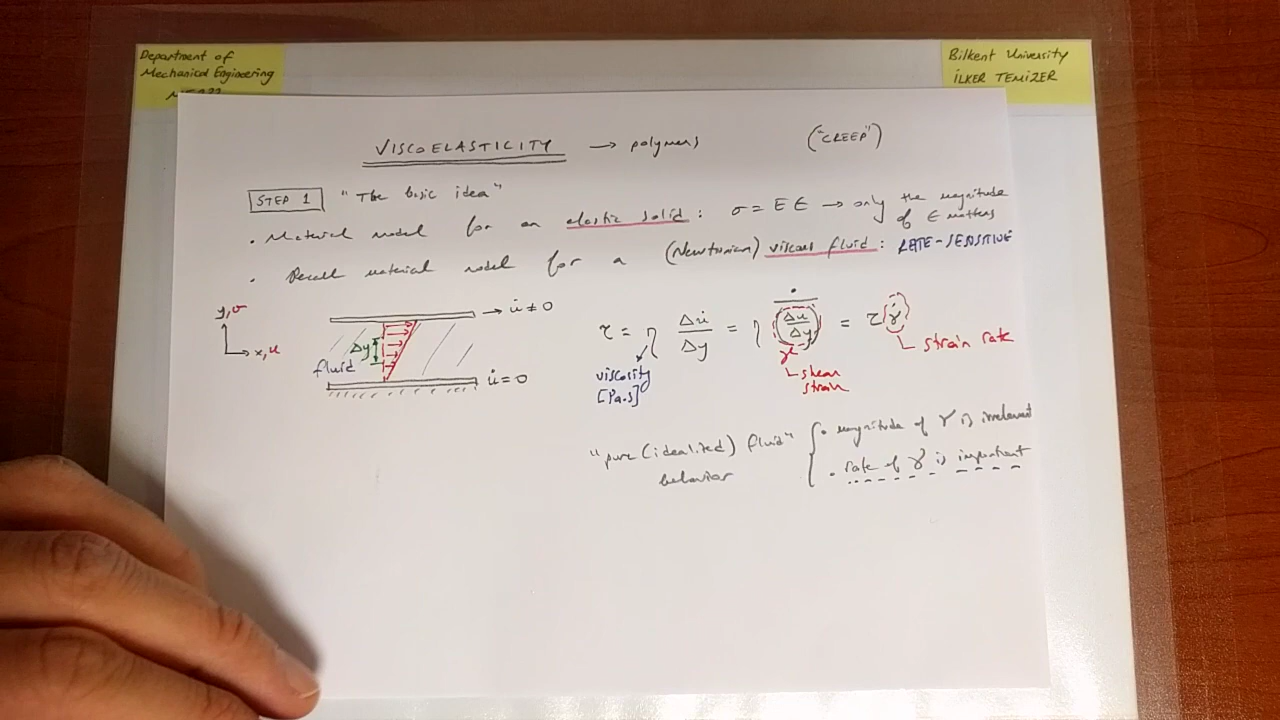 Department of
Mechanical Engineering
Bilkent University
İLKER TEMİZER
VISCOELASTICITY → polymers ("CREEP")
STEP 1 "The basic idea"
• Material model for an elastic solid : σ = E ϵ → only the magnitude of ϵ matters
• Recall material model for a (Newtonian) viscous fluid : RATE-SENSITIVE
y,v
x,u
u̇ ≠ 0
Δy
fluid
u̇ = 0
τ = η Δu̇/Δy = η (Δu/Δy)˙ = τ γ̇
viscosity
[Pa.s]
γ
shear
strain
strain rate
"pure (idealized) fluid"
behavior
• magnitude of γ is irrelevant
• rate of γ is important